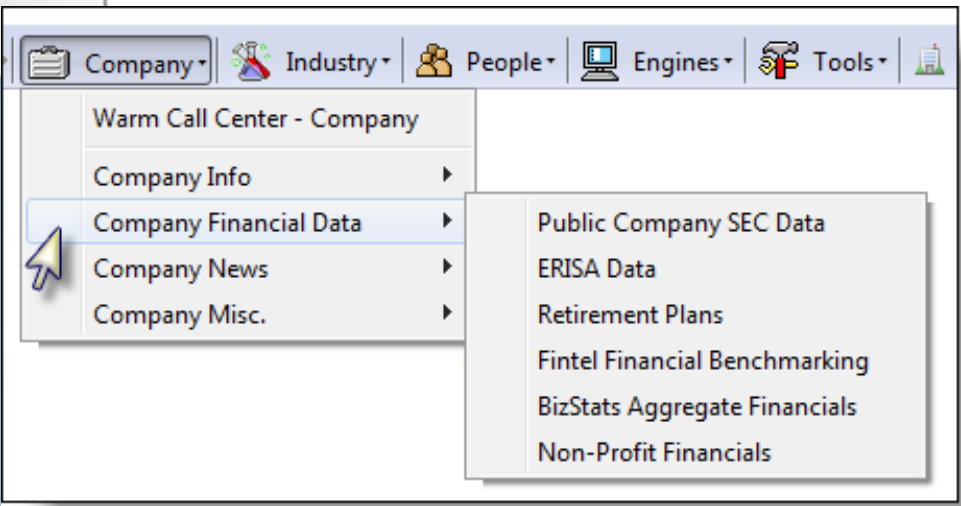 Company Industry People Engines Tools
Warm Call Center - Company
Company Info
Company Financial Data
Company News
Company Misc.
Public Company SEC Data
ERISA Data
Retirement Plans
Fintel Financial Benchmarking
BizStats Aggregate Financials
Non-Profit Financials